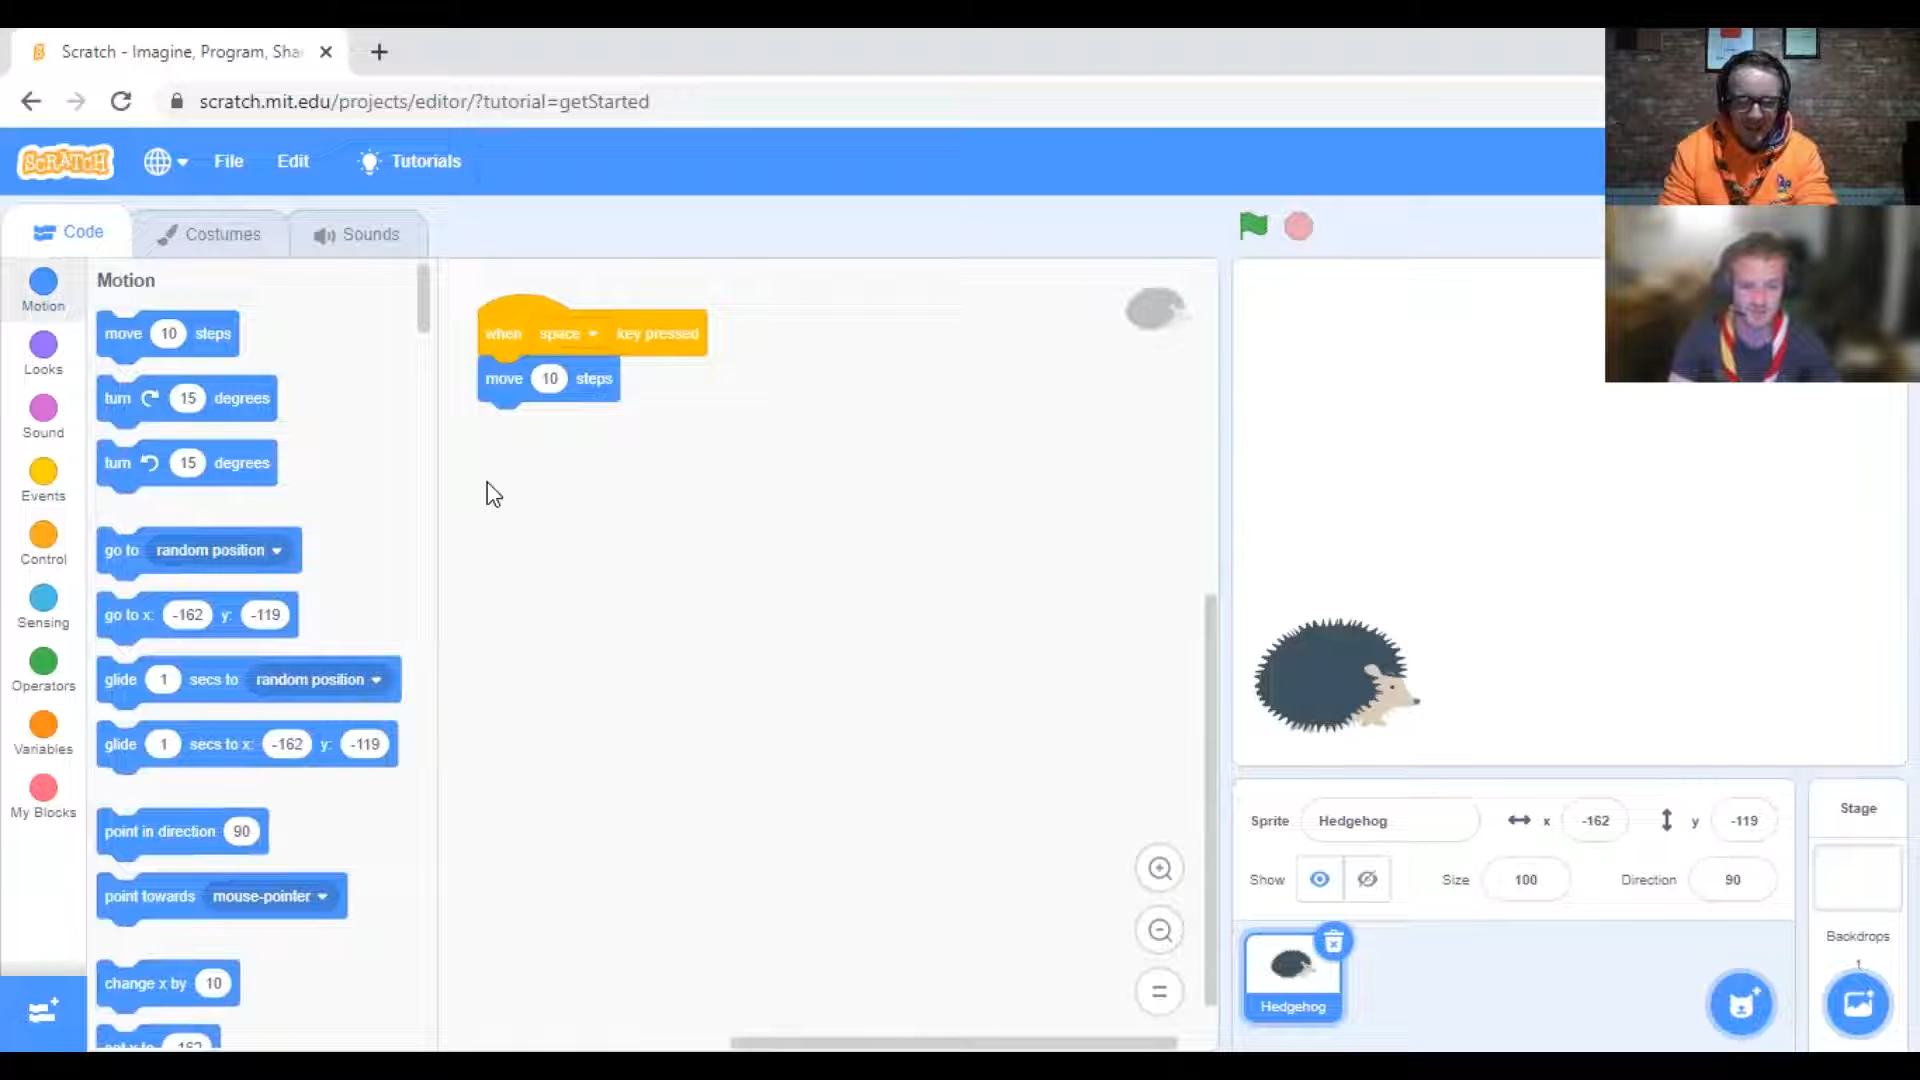 Scratch - Imagine, Program, Sha
scratch.mit.edu/projects/editor/?tutorial=getStarted
SCRATCH
File
Edit
Tutorials
Code
Costumes
Sounds
Motion
Looks
Sound
Events
Control
Sensing
Operators
Variables
My Blocks
Motion
move 10 steps
turn 15 degrees
turn 15 degrees
go to random position
go to x: -162 y: -119
glide 1 secs to random position
glide 1 secs to x: -162 y: -119
point in direction 90
point towards mouse-pointer
change x by 10
set x to -162
when space key pressed
move 10 steps
Sprite Hedgehog x -162 y -119
Show Size 100 Direction 90
Hedgehog
Stage
Backdrops
1